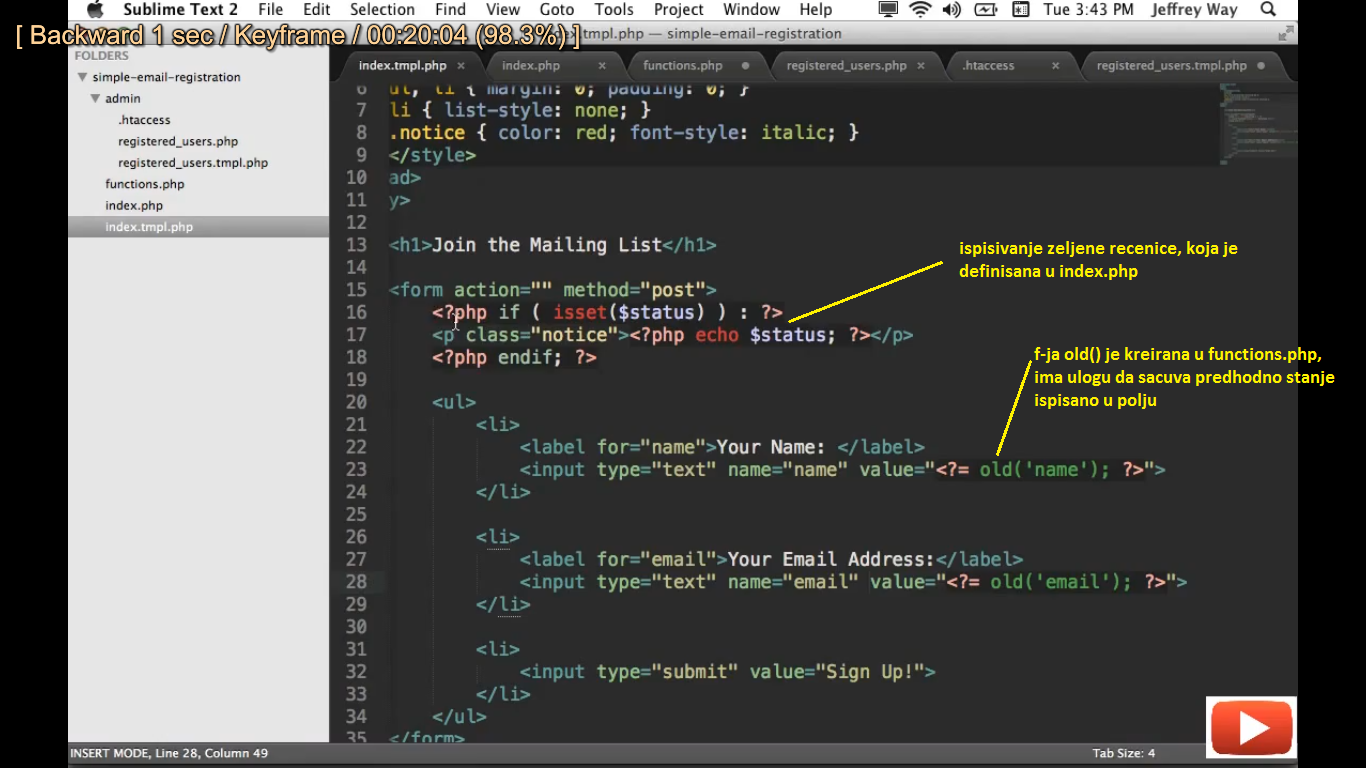 Sublime Text 2 File Edit Selection Find View Goto Tools Project Window Help Tue 3:43 PM Jeffrey Way
[ Backward 1 sec / Keyframe / 00:20:04 (98.3%) ]
tmpl.php — simple-email-registration
FOLDERS
simple-email-registration
admin
.htaccess
registered_users.php
registered_users.tmpl.php
functions.php
index.php
index.tmpl.php
index.tmpl.php × index.php × functions.php registered_users.php × .htaccess × registered_users.tmpl.php
6 ul, li { margin: 0; padding: 0; }
7 li { list-style: none; }
8 .notice { color: red; font-style: italic; }
9 </style>
10 ad>
11 y>
12
13 <h1>Join the Mailing List</h1>
14
15 <form action="" method="post">
16 <?php if ( isset($status) ) : ?>
17 <p class="notice"><?php echo $status; ?></p>
18 <?php endif; ?>
19
20 <ul>
21 <li>
22 <label for="name">Your Name: </label>
23 <input type="text" name="name" value="<?= old('name'); ?>">
24 </li>
25
26 <li>
27 <label for="email">Your Email Address:</label>
28 <input type="text" name="email" value="<?= old('email'); ?>">
29 </li>
30
31 <li>
32 <input type="submit" value="Sign Up!">
33 </li>
34 </ul>
35 </form>
ispisivanje zeljene recenice, koja je
definisana u index.php
f-ja old() je kreirana u functions.php,
ima ulogu da sacuva predhodno stanje
ispisano u polju
INSERT MODE, Line 28, Column 49
Tab Size: 4